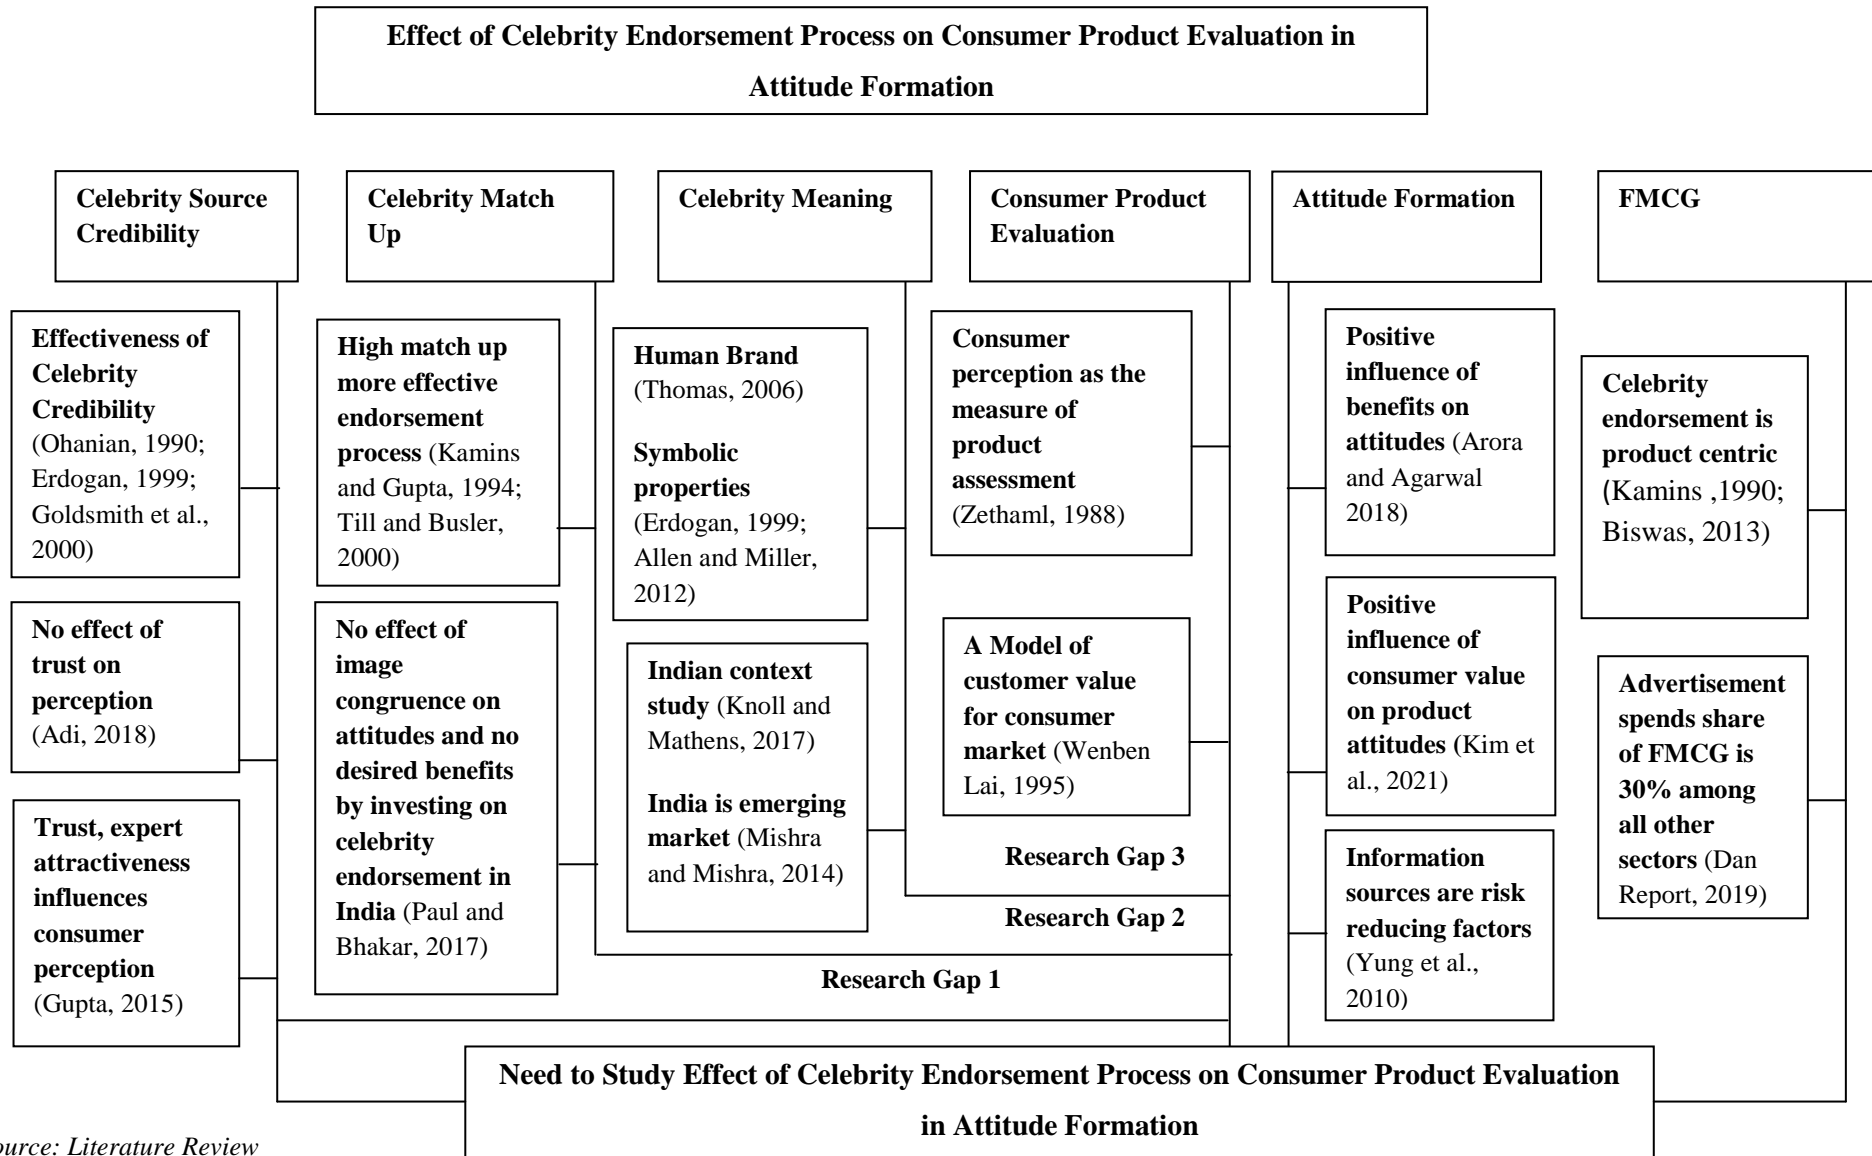 Effect of Celebrity Endorsement Process on Consumer Product Evaluation in
Attitude Formation
Celebrity Source
Credibility
Celebrity Match
Up
Celebrity Meaning
Consumer Product
Evaluation
Attitude Formation
FMCG
Effectiveness of
Celebrity
Credibility
(Ohanian, 1990;
Erdogan, 1999;
Goldsmith et al.,
2000)
No effect of
trust on
perception
(Adi, 2018)
Trust, expert
attractiveness
influences
consumer
perception
(Gupta, 2015)
High match up
more effective
endorsement
process (Kamins
and Gupta, 1994;
Till and Busler,
2000)
No effect of
image
congruence on
attitudes and no
desired benefits
by investing on
celebrity
endorsement in
India (Paul and
Bhakar, 2017)
Human Brand
(Thomas, 2006)
Symbolic
properties
(Erdogan, 1999;
Allen and Miller,
2012)
Indian context
study (Knoll and
Mathens, 2017)
India is emerging
market (Mishra
and Mishra, 2014)
Consumer
perception as the
measure of
product
assessment
(Zethaml, 1988)
A Model of
customer value
for consumer
market (Wenben
Lai, 1995)
Research Gap 3
Research Gap 2
Research Gap 1
Positive
influence of
benefits on
attitudes (Arora
and Agarwal
2018)
Positive
influence of
consumer value
on product
attitudes (Kim et
al., 2021)
Information
sources are risk
reducing factors
(Yung et al.,
2010)
Celebrity
endorsement is
product centric
(Kamins ,1990;
Biswas, 2013)
Advertisement
spends share
of FMCG is
30% among
all other
sectors (Dan
Report, 2019)
Need to Study Effect of Celebrity Endorsement Process on Consumer Product Evaluation
in Attitude Formation
ource: Literature Review